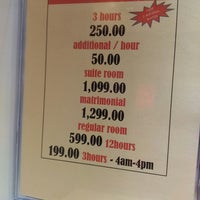 3 hours
250.00
additional / hour
50.00
suite room
1,099.00
matrimonial
1,299.00
regular room
599.00 12hours
199.00 3hours - 4am-4pm